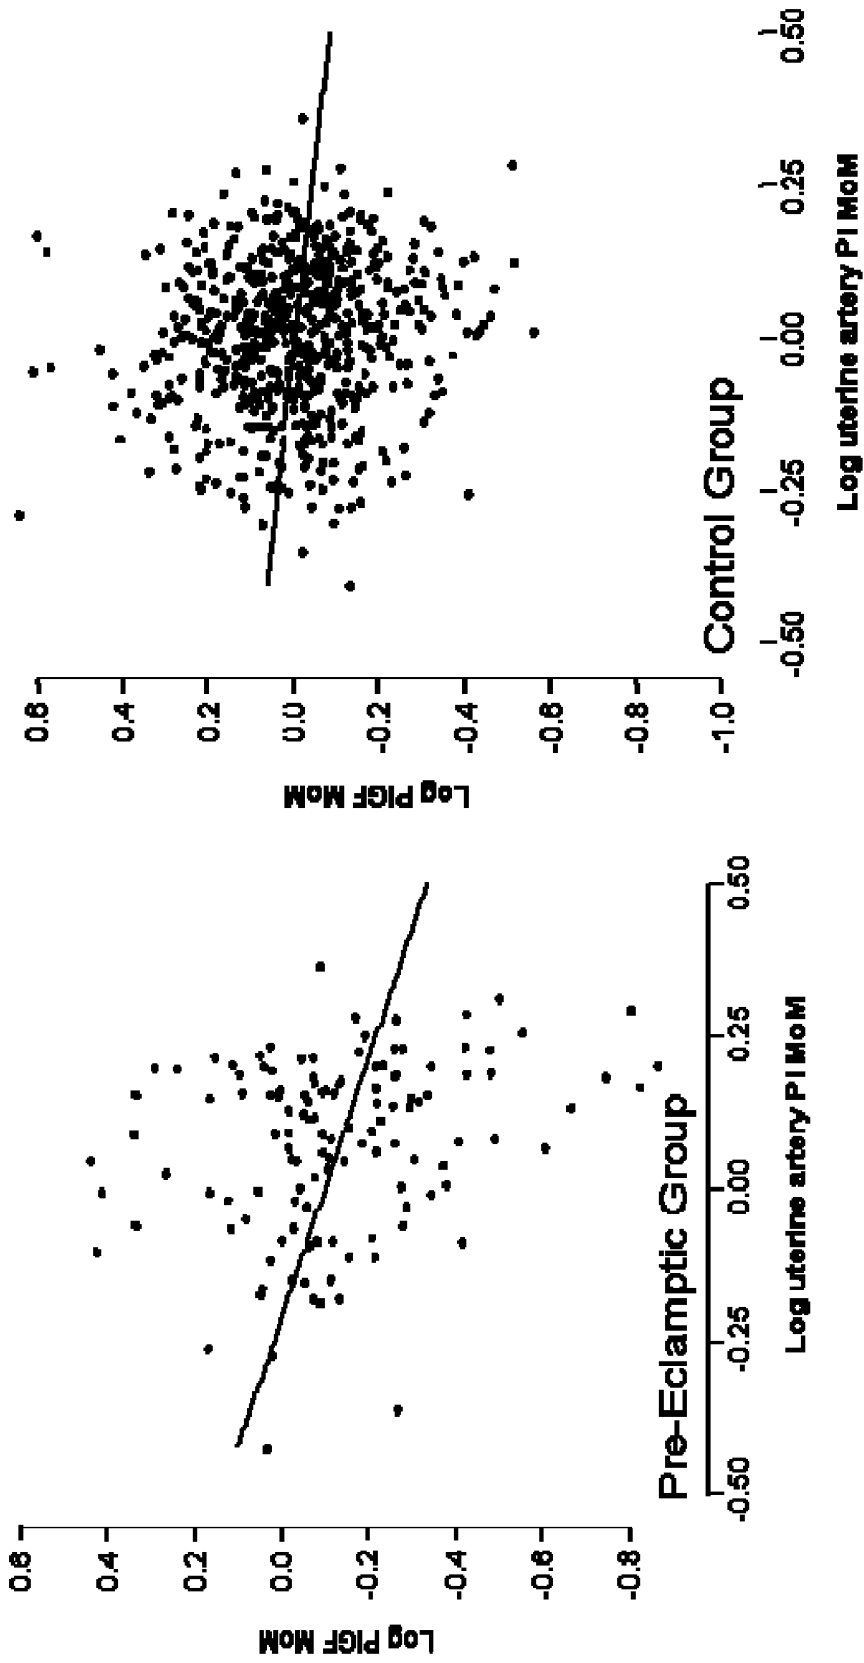 Log PlGF MoM
0.6
0.4
0.2
0.0
-0.2
-0.4
-0.6
-0.8
Pre-Eclamptic Group
-0.50 -0.25 0.00 0.25 0.50
Log uterine artery PI MoM
Log PlGF MoM
0.6
0.4
0.2
0.0
-0.2
-0.4
-0.6
-0.8
-1.0
Control Group
-0.50 -0.25 0.00 0.25 0.50
Log uterine artery PI MoM